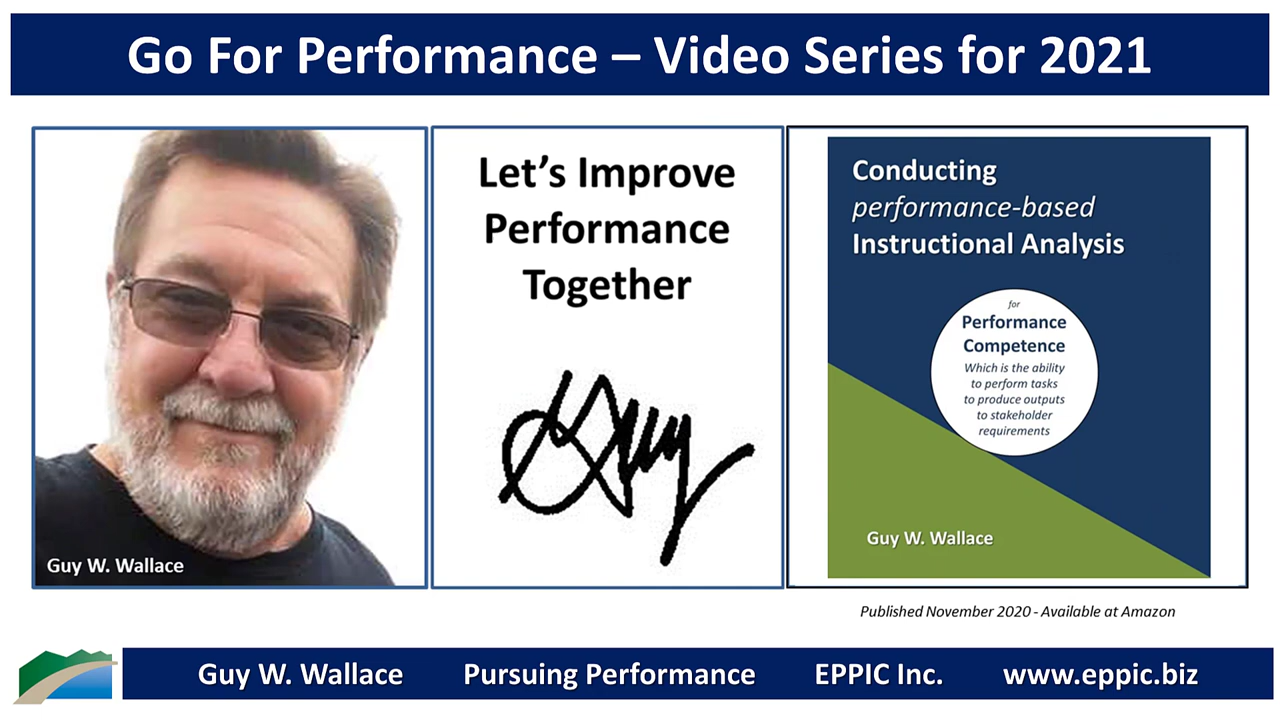 Go For Performance – Video Series for 2021
Guy W. Wallace
Let's Improve
Performance
Together
Guy
Conducting
performance-based
Instructional Analysis
for
Performance
Competence
Which is the ability
to perform tasks
to produce outputs
to stakeholder
requirements
Guy W. Wallace
Published November 2020 - Available at Amazon
Guy W. Wallace Pursuing Performance EPPIC Inc. www.eppic.biz